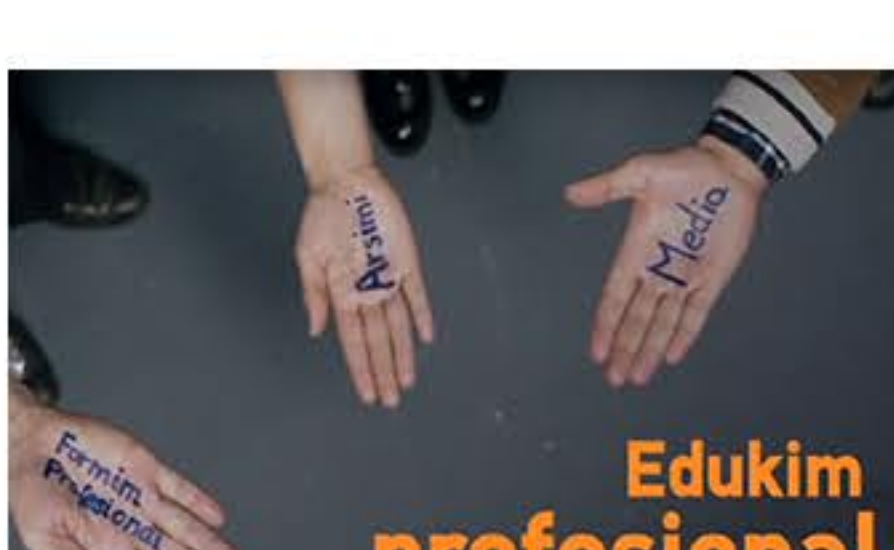 Arsimi
Media
Formim
Profesional
Edukim
profesional